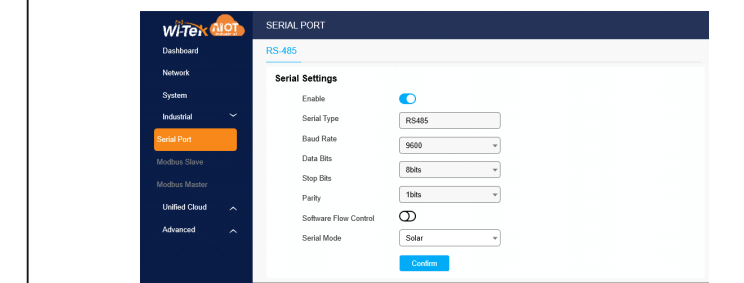 Wi-Tek AIOT
SERIAL PORT
Dashboard
RS-485
Network
Serial Settings
System
Enable
Industrial
Serial Type
RS485
Serial Port
Baud Rate
9600
Modbus Slave
Data Bits
8bits
Stop Bits
Modbus Master
Parity
1bits
Unified Cloud
Software Flow Control
Advanced
Serial Mode
Solar
Confirm